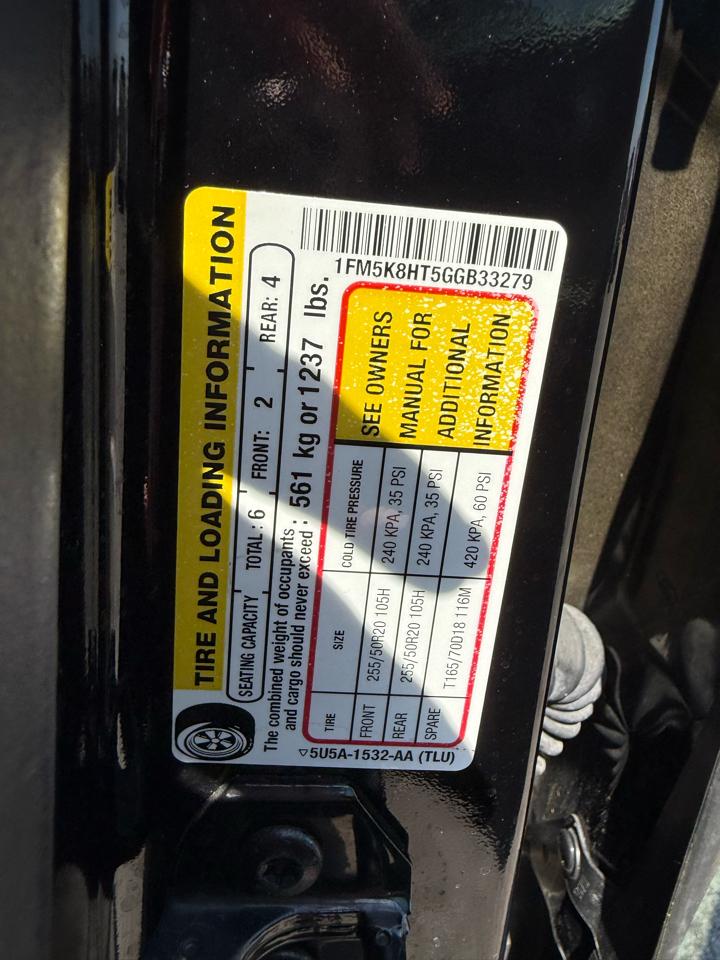 TIRE AND LOADING INFORMATION
SEATING CAPACITY TOTAL : 6 FRONT: 2 REAR: 4
The combined weight of occupants
and cargo should never exceed : 561 kg or 1237 lbs.
TIRE SIZE COLD TIRE PRESSURE
FRONT 255/50R20 105H 240 KPA, 35 PSI
REAR 255/50R20 105H 240 KPA, 35 PSI
SPARE T165/70D18 116M 420 KPA, 60 PSI
SEE OWNERS
MANUAL FOR
ADDITIONAL
INFORMATION
5U5A-1532-AA (TLU)
1FM5K8HT5GGB33279